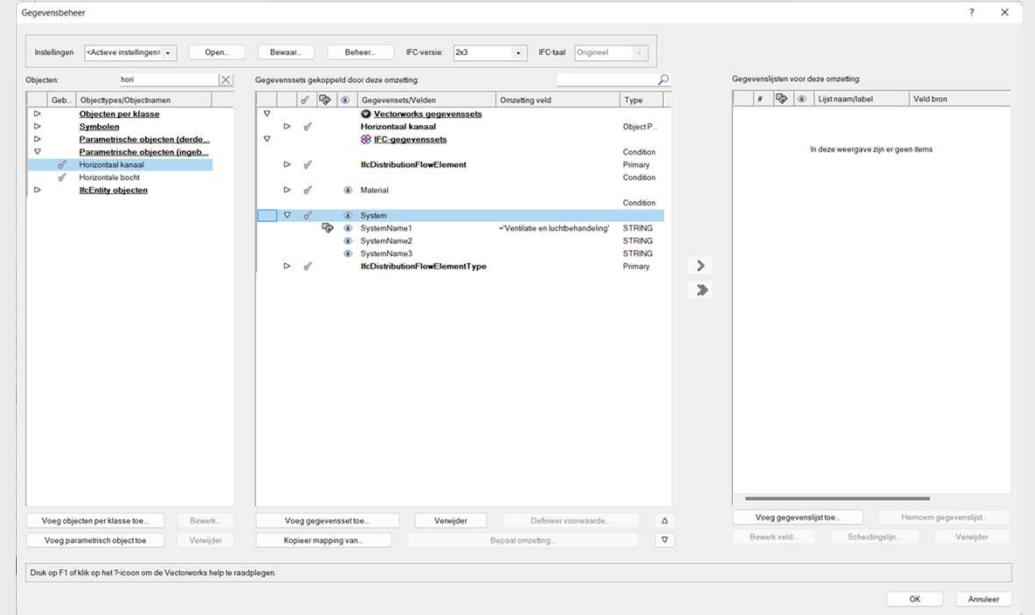 Gegevensbeheer
? ×
Instellingen <Actieve instellingen> Open... Bewaar... Beheer... IFC-versie: 2x3 IFC-taal Origineel
Objecten: hori
Gegevenssets gekoppeld door deze omzetting:
Gegevenslijsten voor deze omzetting:
Geb... Objecttypes/Objectnamen
Objecten per klasse
Symbolen
Parametrische objecten (derde...
Parametrische objecten (ingeb...
Horizontaal kanaal
Horizontale bocht
IfcEntity objecten
Gegevensets/Velden Omzetting veld Type
Vectorworks gegevenssets
Horizontaal kanaal Object P...
IFC-gegevenssets
Condition
IfcDistributionFlowElement Primary
Condition
Material
Condition
System
SystemName1 ='Ventilatie en luchtbehandeling' STRING
SystemName2 STRING
SystemName3 STRING
IfcDistributionFlowElementType Primary
# Lijst naam/label Veld bron
In deze weergave zijn er geen items
Voeg objecten per klasse toe... Bewerk...
Voeg parametrisch object toe Verwijder
Voeg gegevensset toe... Verwijder Definieer voorwaarde...
Kopieer mapping van... Bepaal omzetting...
Voeg gegevenslijst toe... Hernoem gegevenslijst...
Bewerk veld... Scheidingslijn... Verwijder
Druk op F1 of klik op het ?-icoon om de Vectorworks help te raadplegen.
OK Annuleer